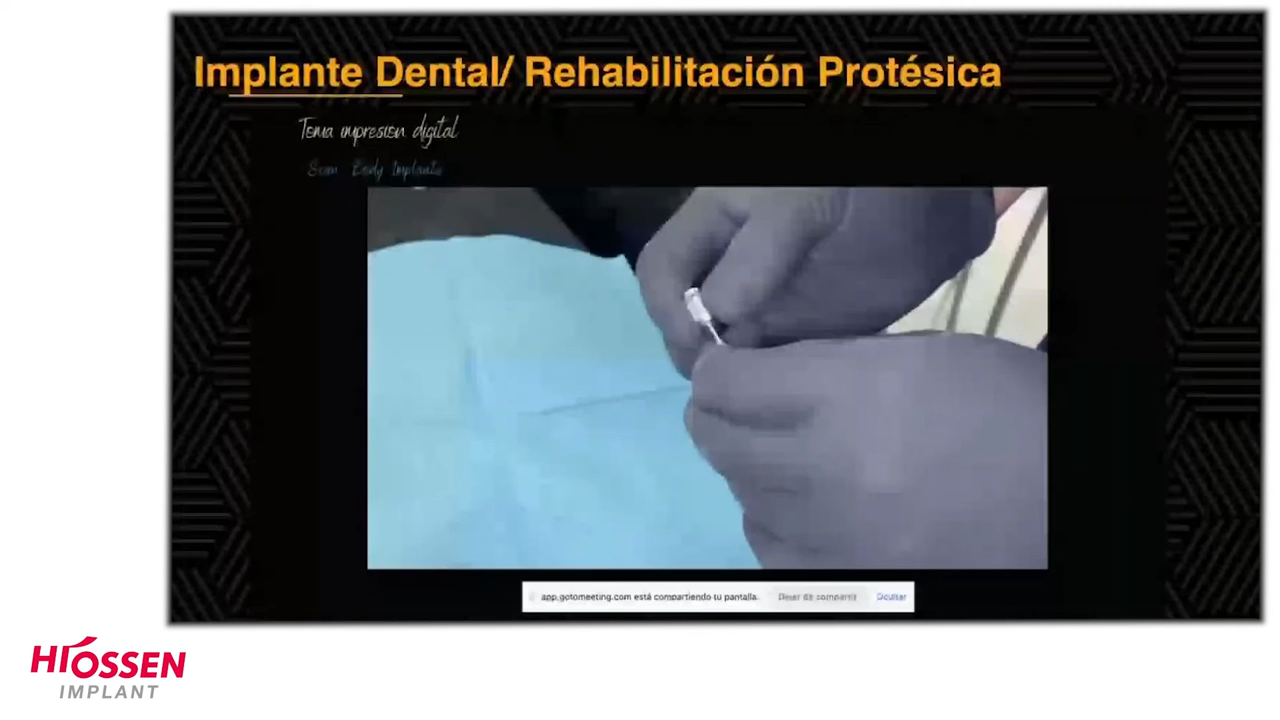 Implante Dental/ Rehabilitación Protésica
Toma impresion digital
Scan Body Implante
app.gotomeeting.com está compartiendo tu pantalla.
Dejar de compartir
Ocultar
HIOSSEN
IMPLANT